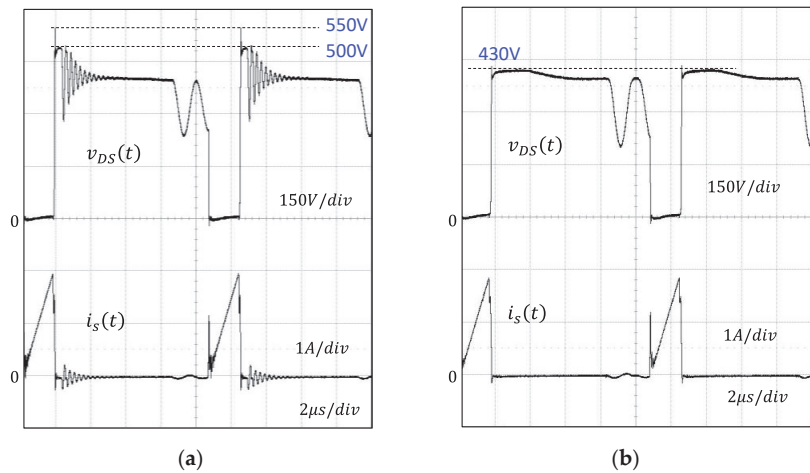 550V
500V
v_DS(t)
150V/div
0
i_s(t)
1A/div
0
2μs/div
(a)
(b)
430V
v_DS(t)
150V/div
0
i_s(t)
1A/div
0
2μs/div